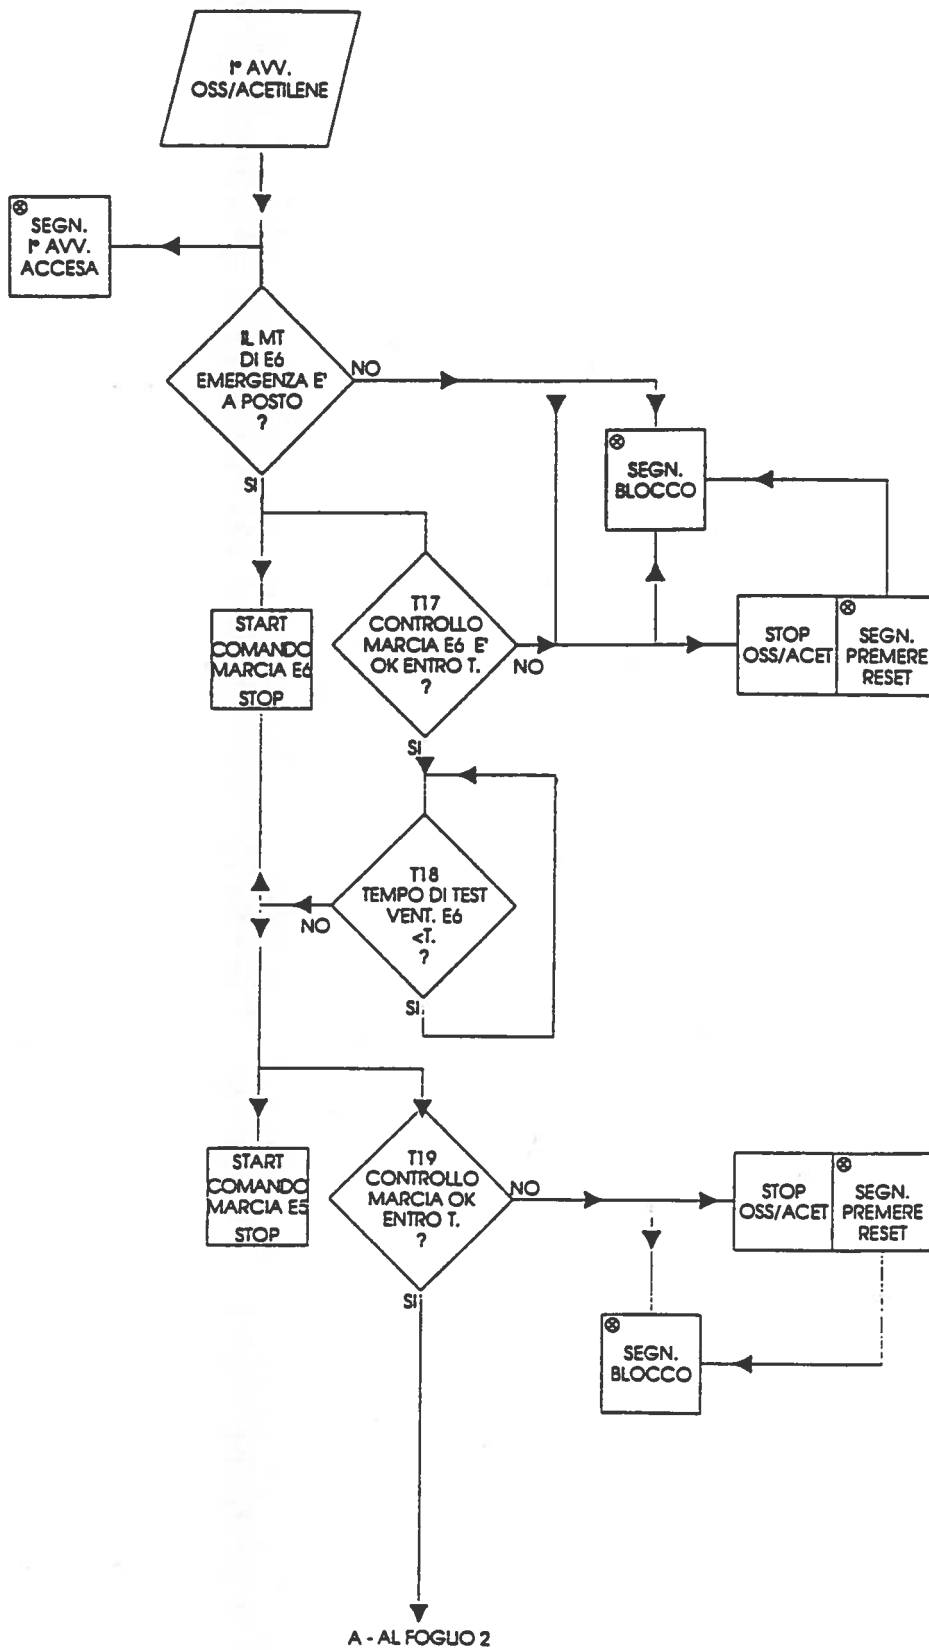 I° AVV.
OSS/ACETILENE
SEGN.
I° AVV.
ACCESA
IL MT
DI E6
EMERGENZA E'
A POSTO
?
NO
SI
SEGN.
BLOCCO
START
COMANDO
MARCIA E6
STOP
T17
CONTROLLO
MARCIA E6 E'
OK ENTRO T.
?
NO
SI
STOP
OSS/ACET
SEGN.
PREMERE
RESET
T18
TEMPO DI TEST
VENT. E6
<T.
?
NO
SI
START
COMANDO
MARCIA E5
STOP
T19
CONTROLLO
MARCIA OK
ENTRO T.
?
NO
SI
STOP
OSS/ACET
SEGN.
PREMERE
RESET
SEGN.
BLOCCO
A - AL FOGLIO 2